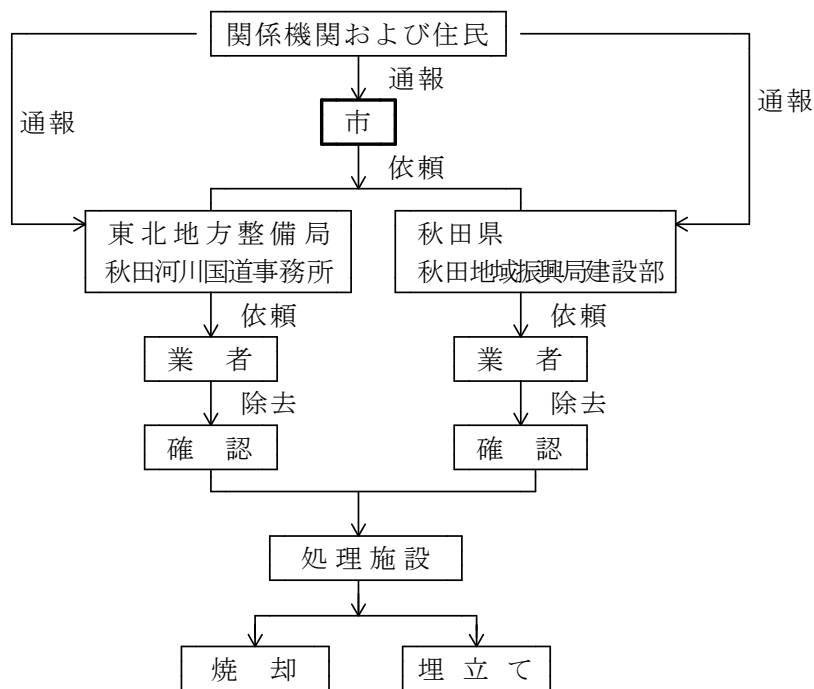 関係機関および住民
通報
通報
通報
市
依頼
東北地方整備局
秋田河川国道事務所
秋田県
秋田地域振興局建設部
依頼
依頼
業者
業者
除去
除去
確認
確認
処理施設
焼却
埋立て